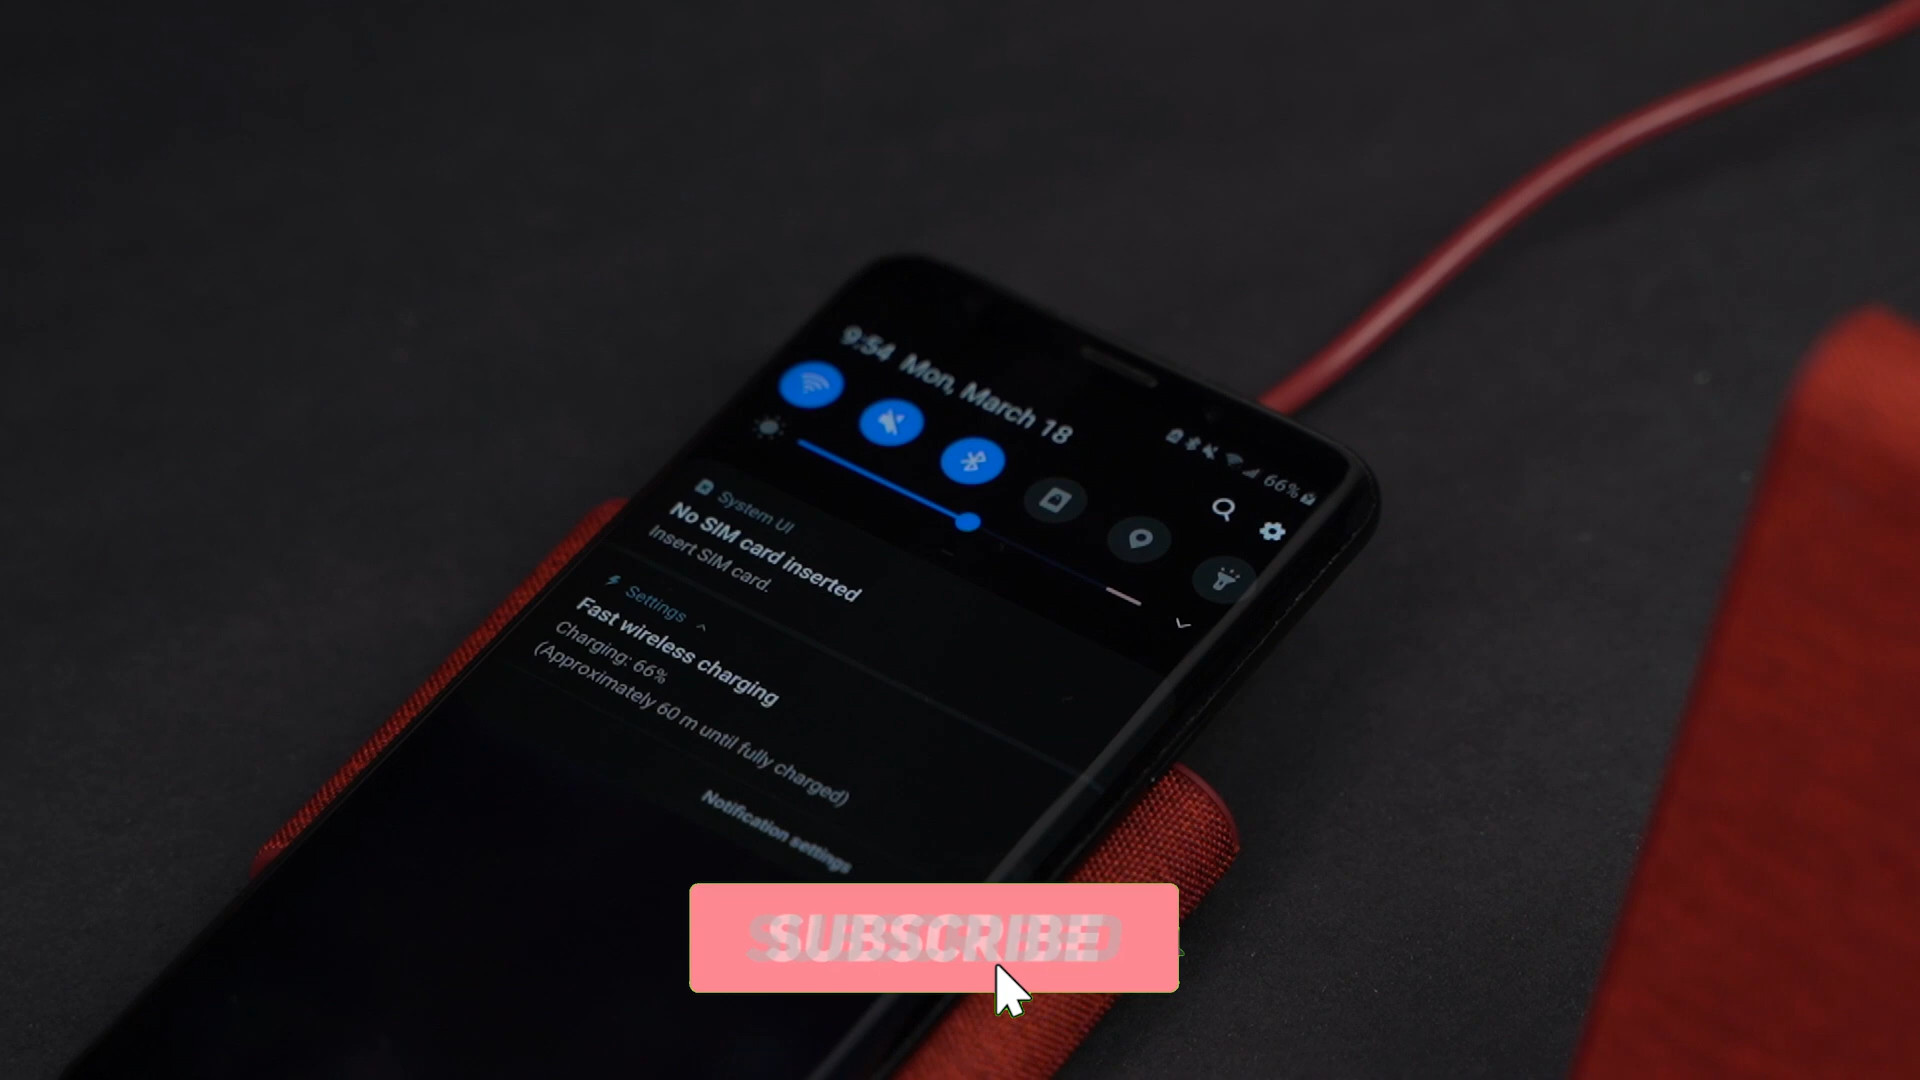 9:54 Mon, March 18
66%
System UI
No SIM card inserted
Insert SIM card.
Settings
Fast wireless charging
Charging: 66%
(Approximately 60 m until fully charged)
Notification settings
SUBSCRIBE